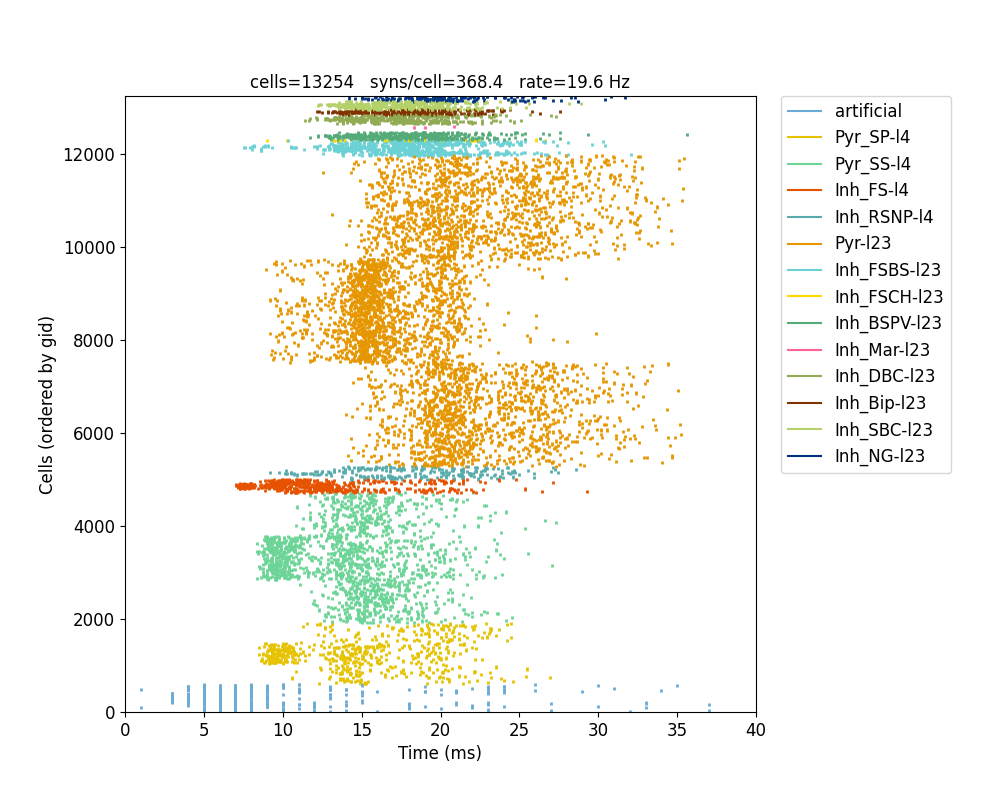 cells=13254 syns/cell=368.4 rate=19.6 Hz
Cells (ordered by gid)
12000
10000
8000
6000
4000
2000
0
0 5 10 15 20 25 30 35 40
Time (ms)
artificial
Pyr_SP-l4
Pyr_SS-l4
Inh_FS-l4
Inh_RSNP-l4
Pyr-l23
Inh_FSBS-l23
Inh_FSCH-l23
Inh_BSPV-l23
Inh_Mar-l23
Inh_DBC-l23
Inh_Bip-l23
Inh_SBC-l23
Inh_NG-l23